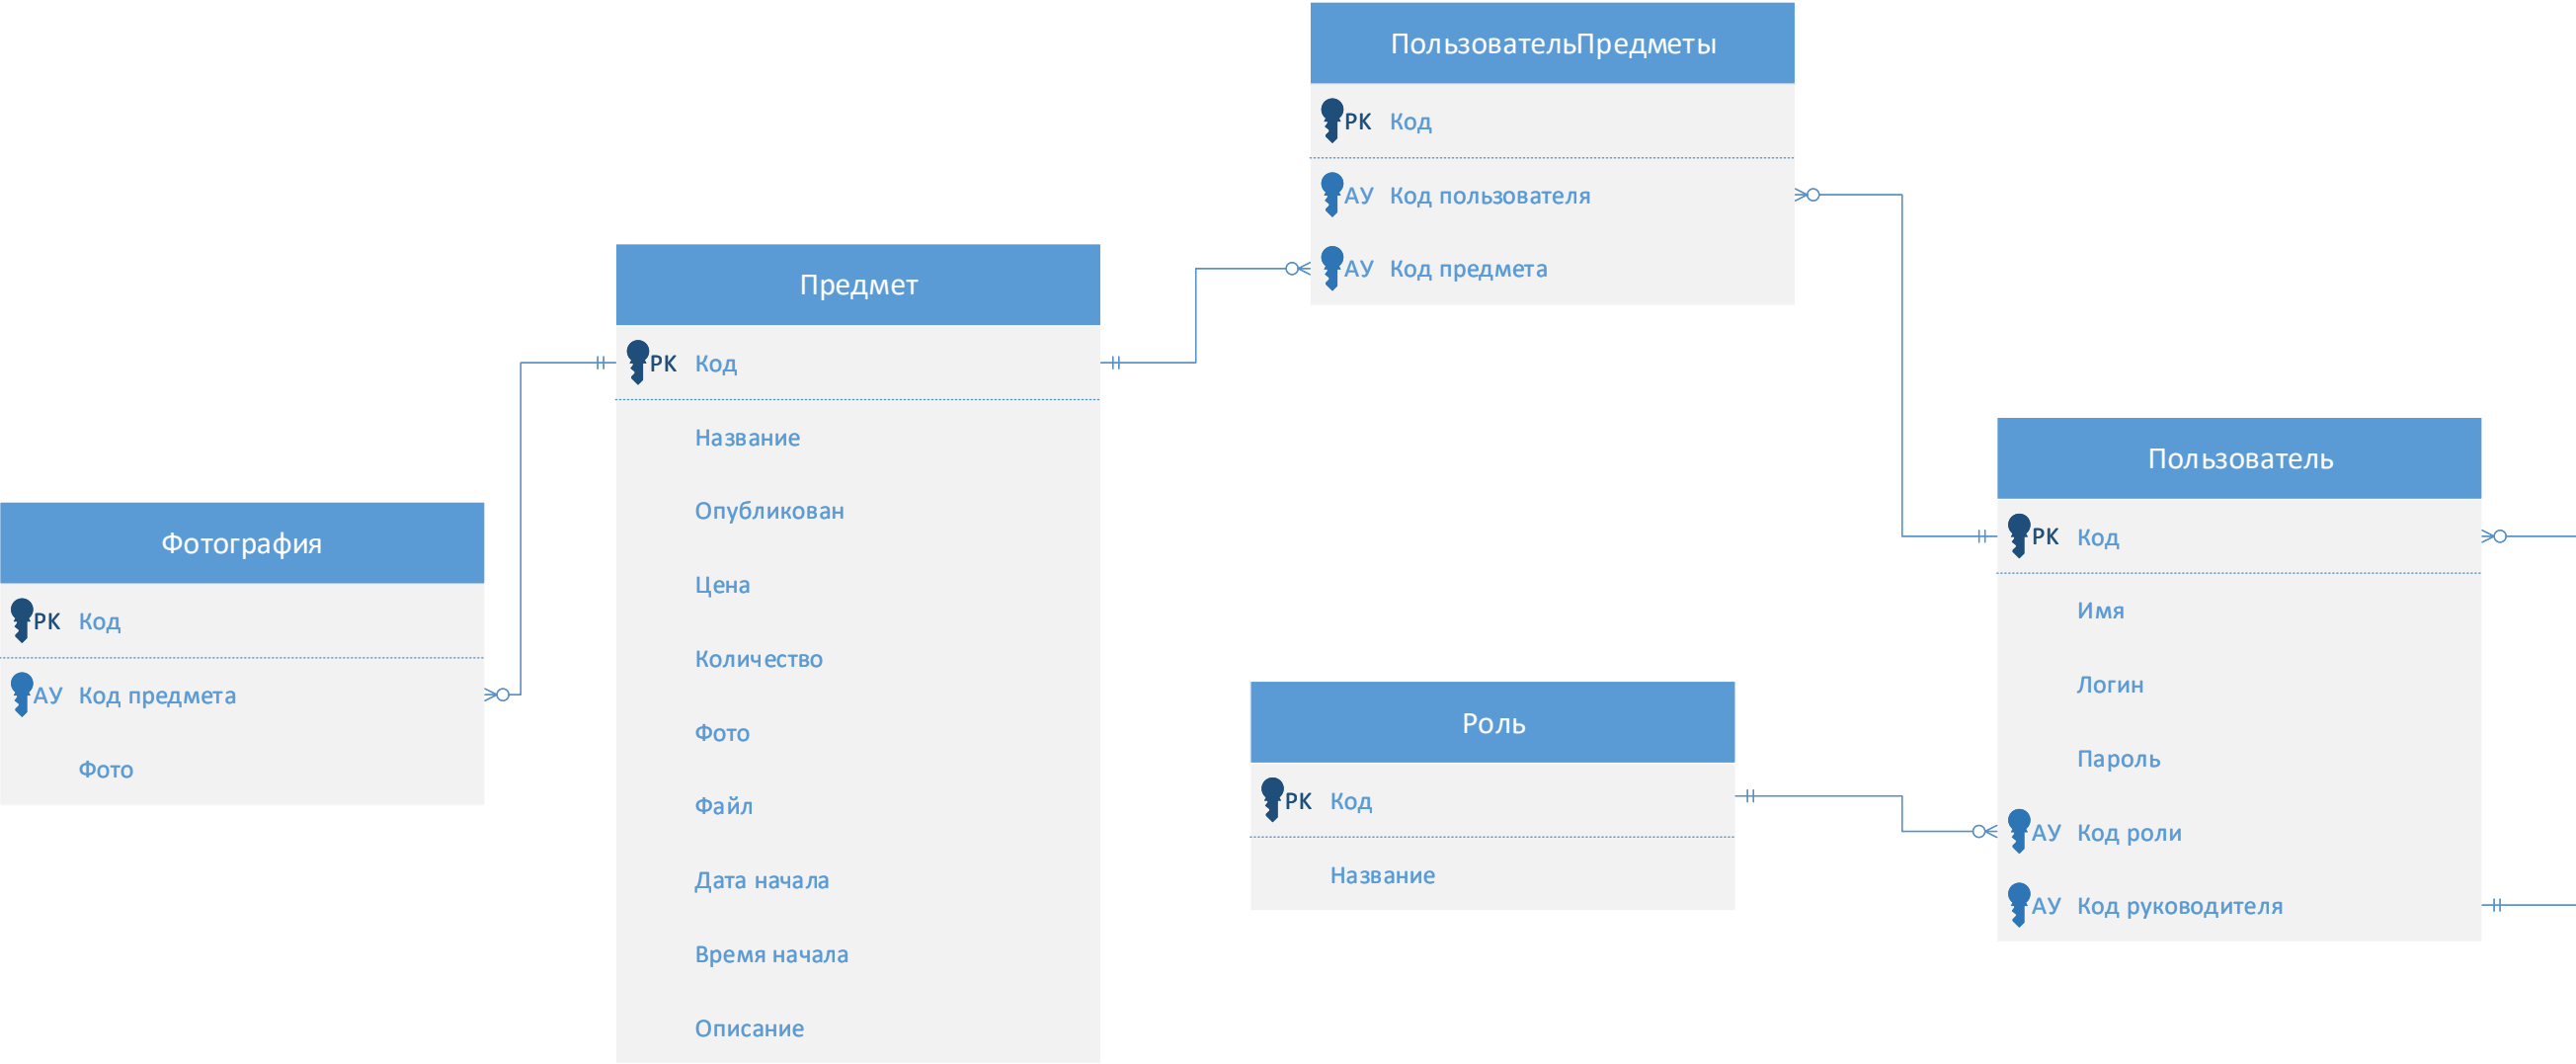 ПользовательПредметы
PK Код
АУ Код пользователя
АУ Код предмета
Предмет
PK Код
Название
Опубликован
Цена
Количество
Фото
Файл
Дата начала
Время начала
Описание
Фотография
PK Код
АУ Код предмета
Фото
Роль
PK Код
Название
Пользователь
PK Код
Имя
Логин
Пароль
АУ Код роли
АУ Код руководителя